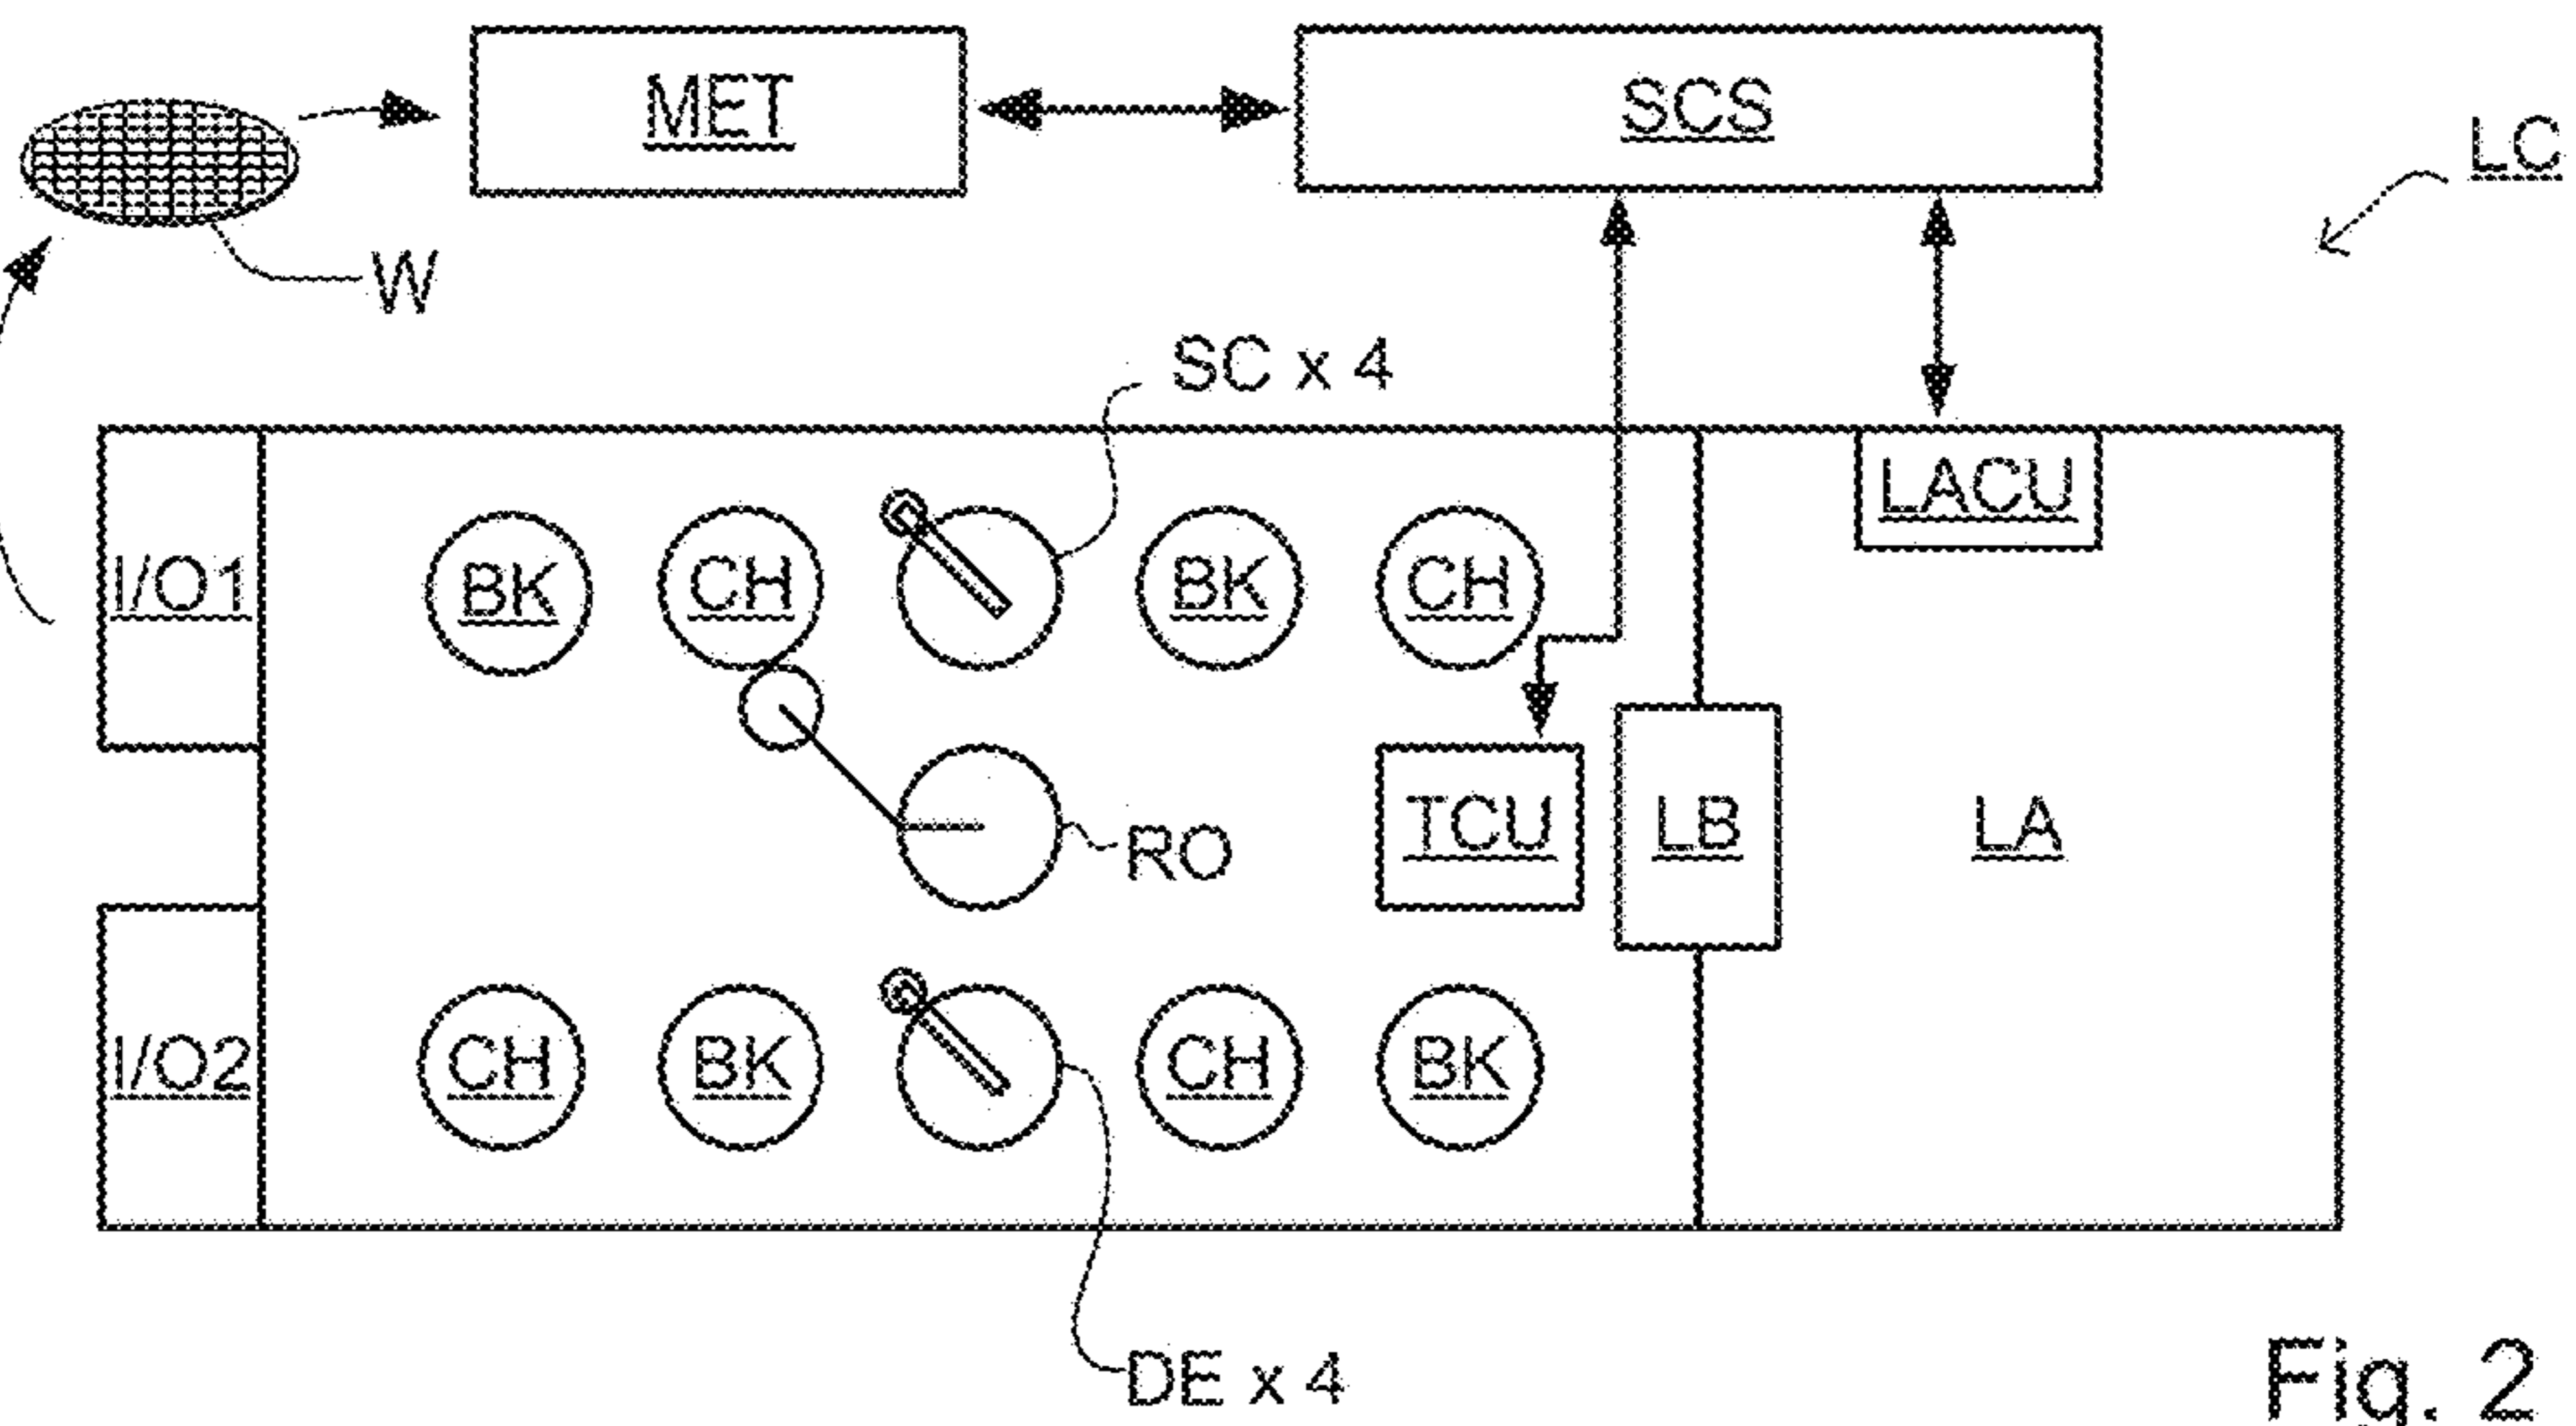 MET
SCS
LC
W
SC x 4
I/O1
BK
CH
BK
CH
LACU
RO
TCU
LB
LA
I/O2
CH
BK
CH
BK
DE x 4
Fig. 2